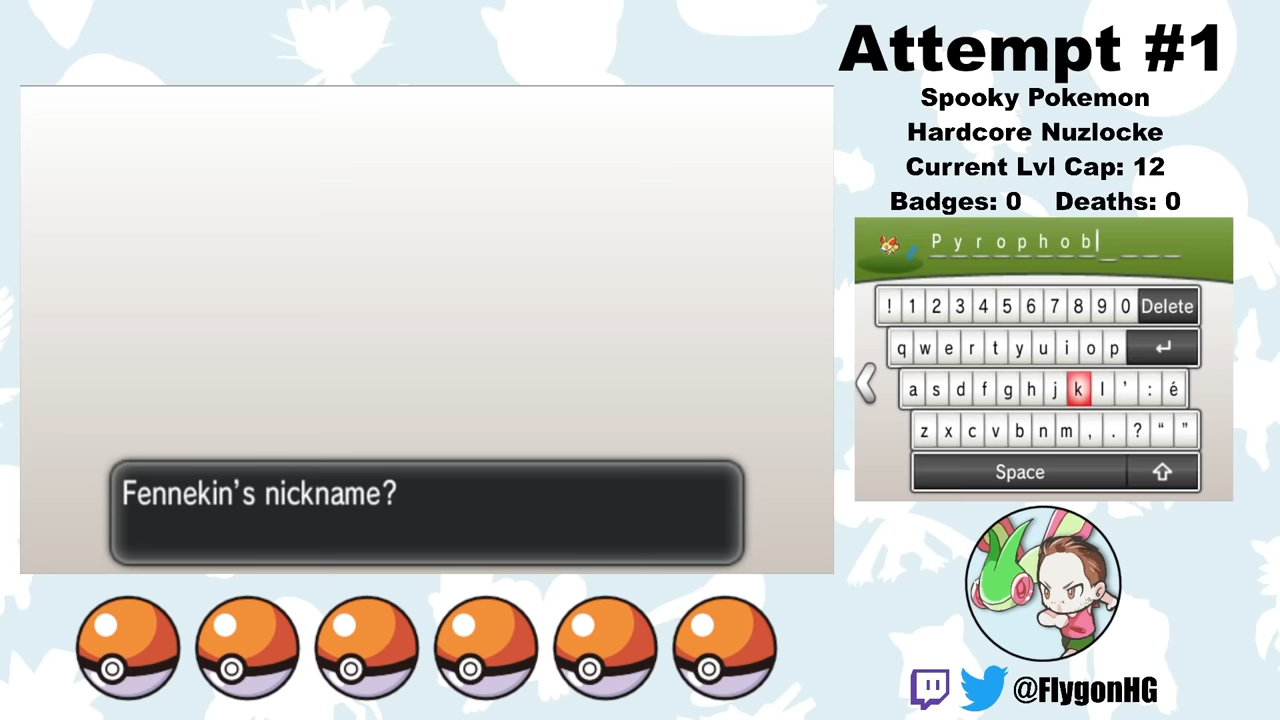 Attempt #1
Spooky Pokemon
Hardcore Nuzlocke
Current Lvl Cap: 12
Badges: 0 Deaths: 0
Pyrophob
! 1 2 3 4 5 6 7 8 9 0 Delete
q w e r t y u i o p ↵
a s d f g h j k l ’ : é
z x c v b n m , . ? “ ”
Space
Fennekin’s nickname?
@FlygonHG